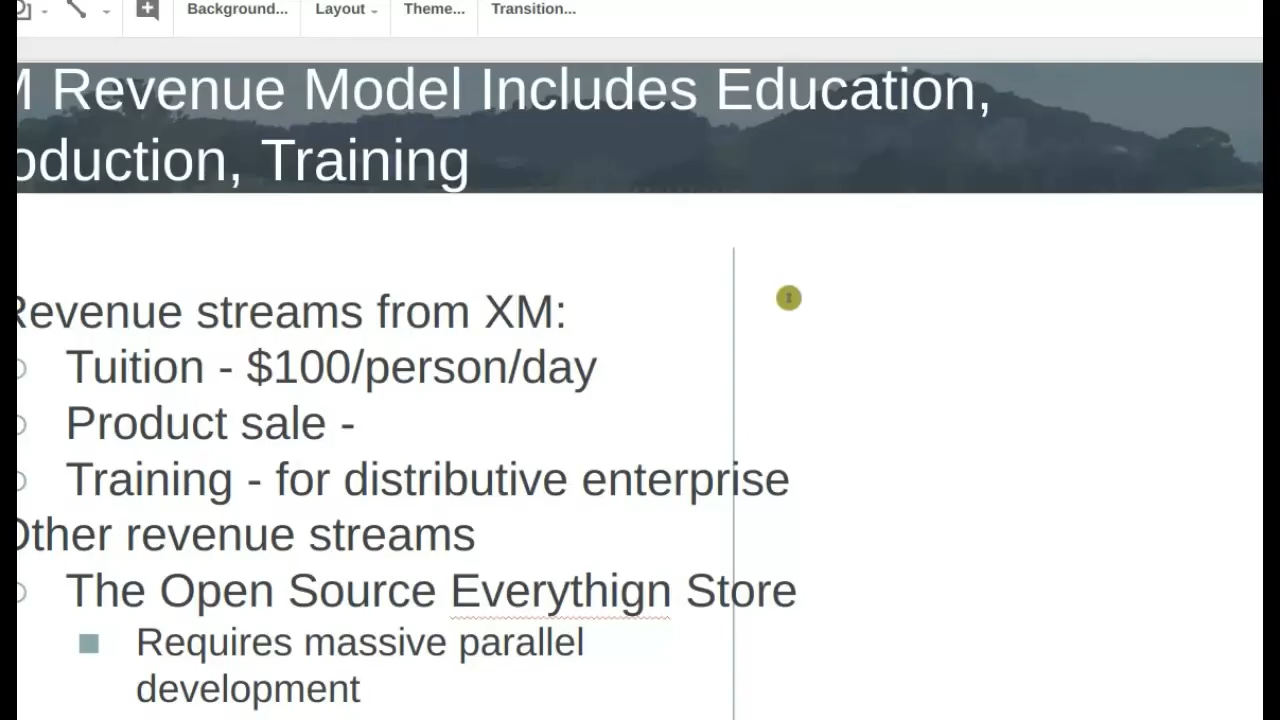 Background... Layout Theme... Transition...
M Revenue Model Includes Education,
oduction, Training
Revenue streams from XM:
Tuition - $100/person/day
Product sale -
Training - for distributive enterprise
Other revenue streams
The Open Source Everythign Store
Requires massive parallel
development